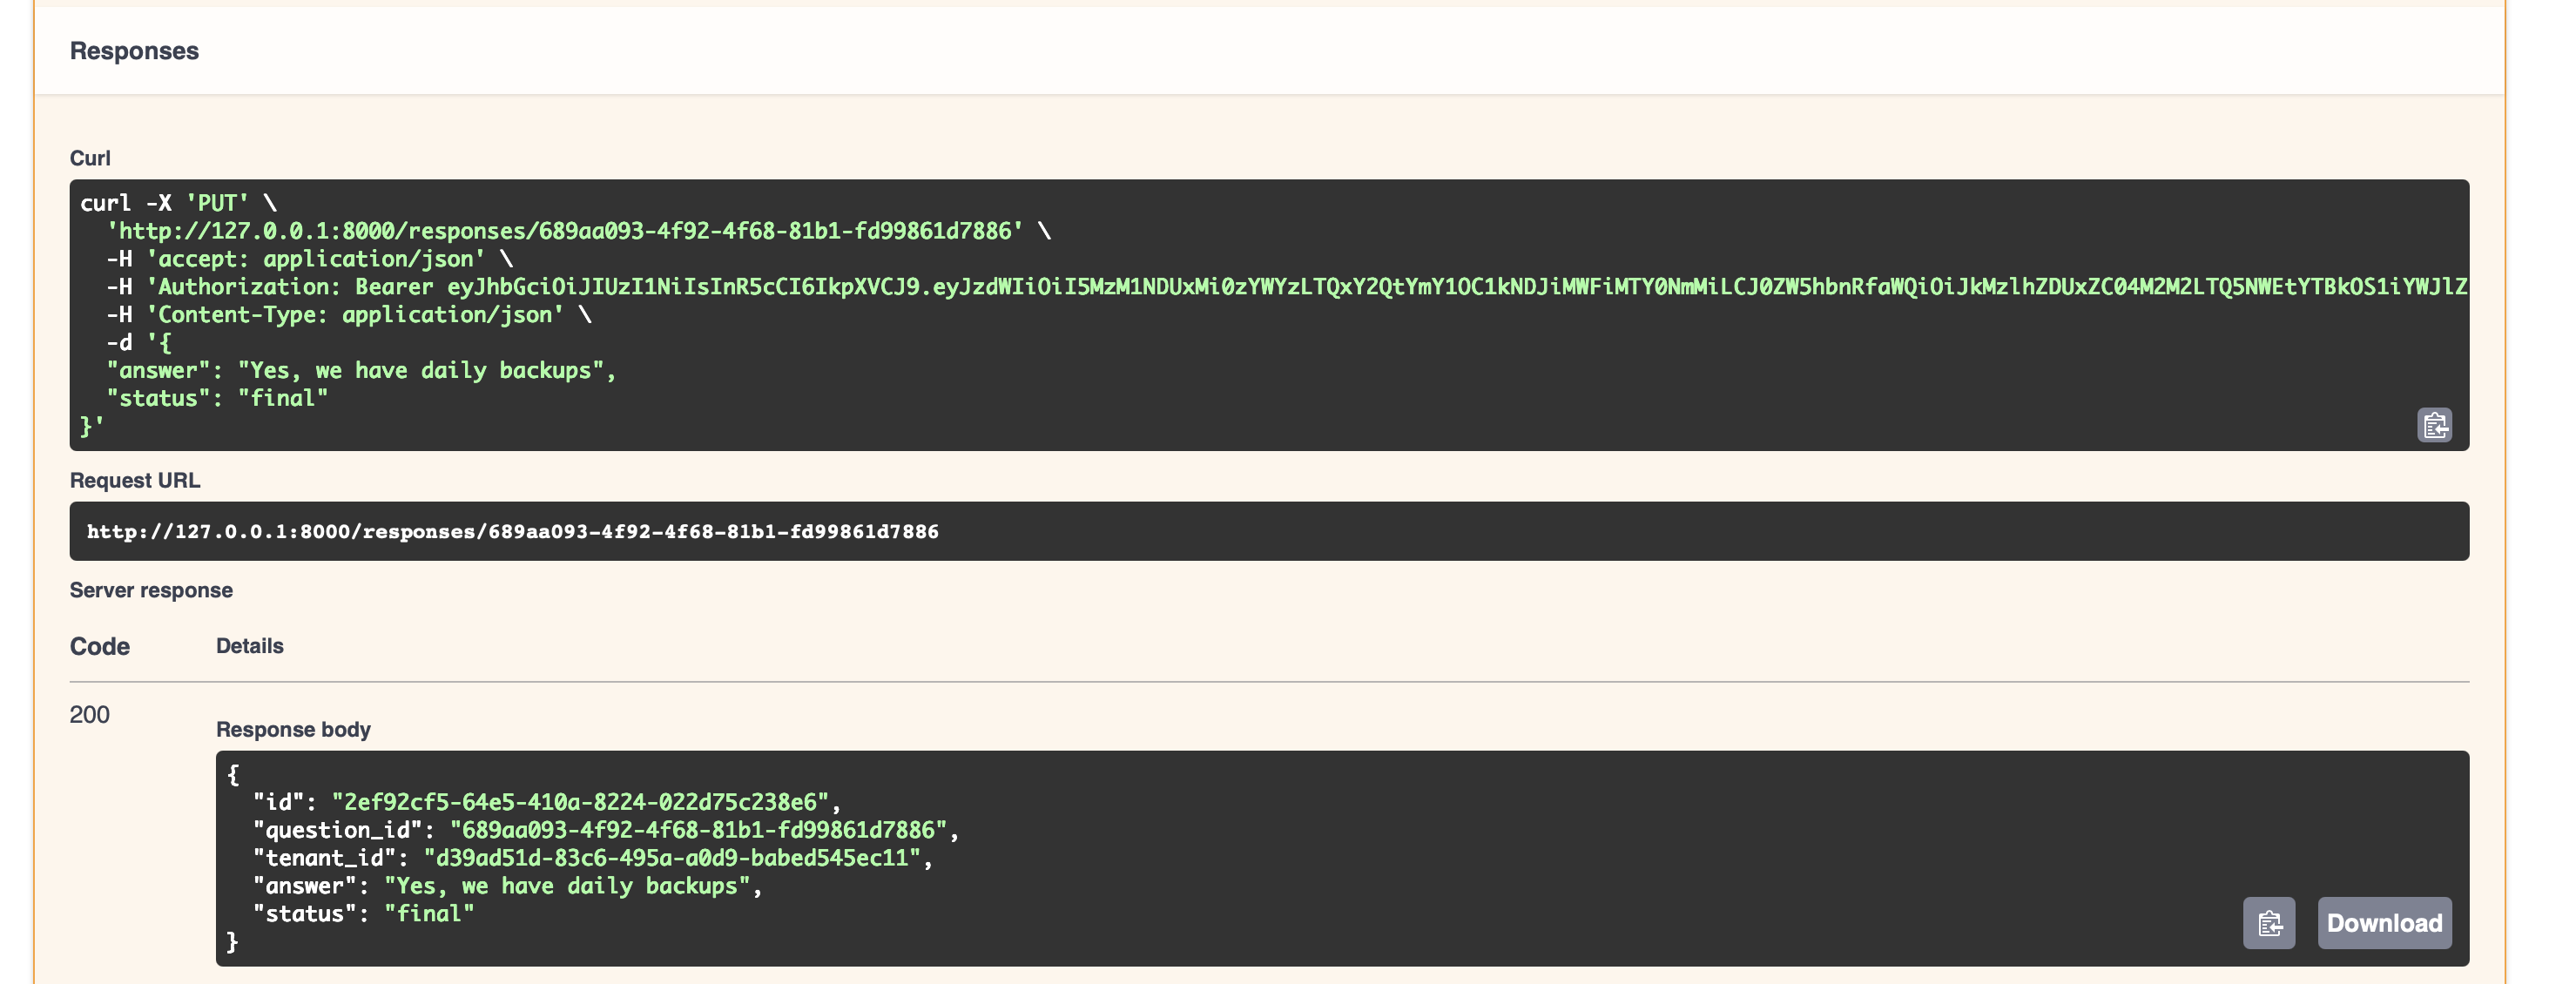 Responses
Curl
curl -X 'PUT' \
  'http://127.0.0.1:8000/responses/689aa093-4f92-4f68-81b1-fd99861d7886' \
  -H 'accept: application/json' \
  -H 'Authorization: Bearer eyJhbGciOiJIUzI1NiIsInR5cCI6IkpXVCJ9.eyJzdWIiOiI5MzM1NDUxMi0zYWYzLTQxY2QtYmY1OC1kNDJiMWFiMTY0NmMiLCJ0ZW5hbnRfaWQiOiJkMzlhZDUxZC04M2M2LTQ5NWEtYTBkOS1iYWJlZ
  -H 'Content-Type: application/json' \
  -d '{
  "answer": "Yes, we have daily backups",
  "status": "final"
}'
Request URL
http://127.0.0.1:8000/responses/689aa093-4f92-4f68-81b1-fd99861d7886
Server response
Code Details
200
Response body
{
  "id": "2ef92cf5-64e5-410a-8224-022d75c238e6",
  "question_id": "689aa093-4f92-4f68-81b1-fd99861d7886",
  "tenant_id": "d39ad51d-83c6-495a-a0d9-babed545ec11",
  "answer": "Yes, we have daily backups",
  "status": "final"
}
Download